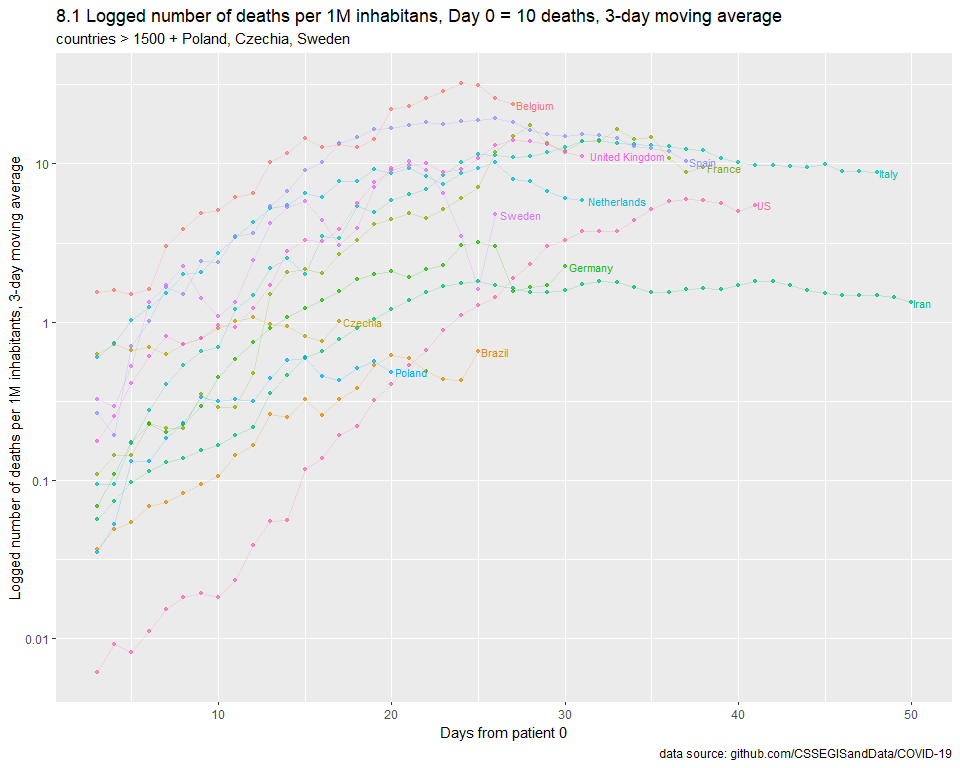 8.1 Logged number of deaths per 1M inhabitans, Day 0 = 10 deaths, 3-day moving average
countries > 1500 + Poland, Czechia, Sweden
Logged number of deaths per 1M inhabitants, 3-day moving average
10
1
0.1
0.01
Belgium
United Kingdom
Spain
France
Italy
Netherlands
US
Sweden
Germany
Iran
Czechia
Brazil
Poland
10
20
30
40
50
Days from patient 0
data source: github.com/CSSEGISandData/COVID-19